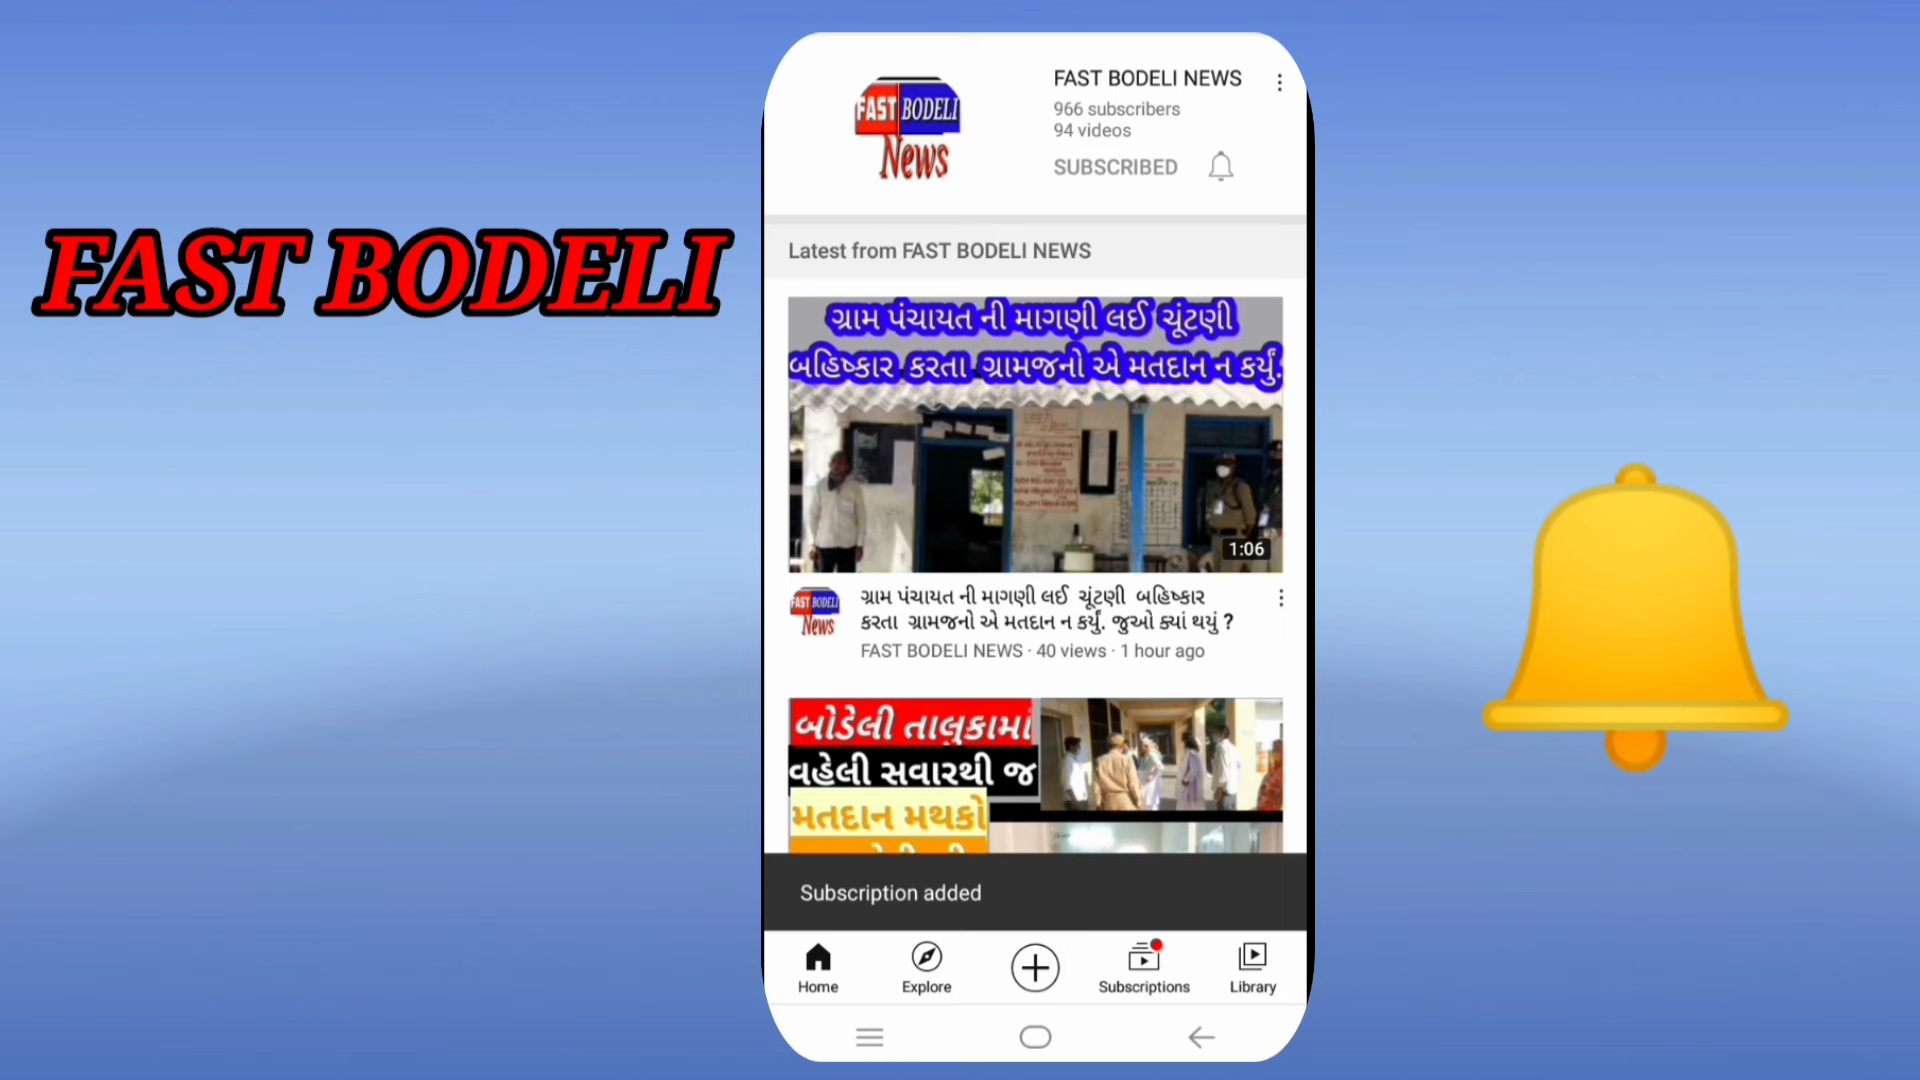 FAST BODELI
FAST BODELI
News
FAST BODELI NEWS
966 subscribers
94 videos
SUBSCRIBED
Latest from FAST BODELI NEWS
ગ્રામ પંચાયત ની માગણી લઈ ચૂંટણી
બહિષ્કાર કરતા ગ્રામજનો એ મતદાન ન કર્યું.
1:06
FAST BODELI
News
ગ્રામ પંચાયત ની માગણી લઈ ચૂંટણી બહિષ્કાર
કરતા ગ્રામજનો એ મતદાન ન કર્યું. જુઓ ક્યાં થયું ?
FAST BODELI NEWS · 40 views · 1 hour ago
બોડેલી તાલુકામાં
વહેલી સવારથી જ
મતદાન મથકો
Subscription added
Home
Explore
Subscriptions
Library